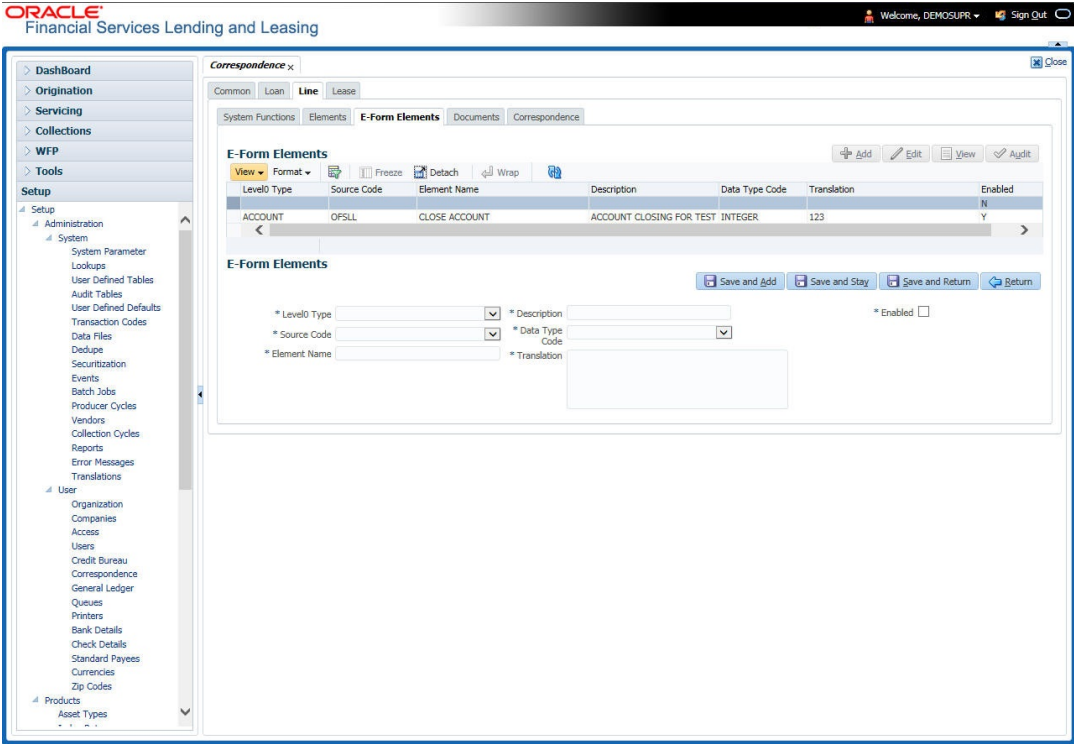 ORACLE
Financial Services Lending and Leasing
Welcome, DEMOSUPR
Sign Out
Close
DashBoard
Origination
Servicing
Collections
WFP
Tools
Setup
Setup
Administration
System
System Parameter
Lookups
User Defined Tables
Audit Tables
User Defined Defaults
Transaction Codes
Data Files
Dedupe
Securitization
Events
Batch Jobs
Producer Cycles
Vendors
Collection Cycles
Reports
Error Messages
Translations
User
Organization
Companies
Access
Users
Credit Bureau
Correspondence
General Ledger
Queues
Printers
Bank Details
Check Details
Standard Payees
Currencies
Zip Codes
Products
Asset Types
Correspondence x
Common Loan Line Lease
System Functions Elements E-Form Elements Documents Correspondence
E-Form Elements
Add Edit View Audit
View Format Freeze Detach Wrap
Level0 Type Source Code Element Name Description Data Type Code Translation Enabled
N
ACCOUNT OFSLL CLOSE ACCOUNT ACCOUNT CLOSING FOR TEST INTEGER 123 Y
E-Form Elements
Save and Add Save and Stay Save and Return Return
* Level0 Type * Description * Enabled
* Source Code * Data Type Code
* Element Name * Translation